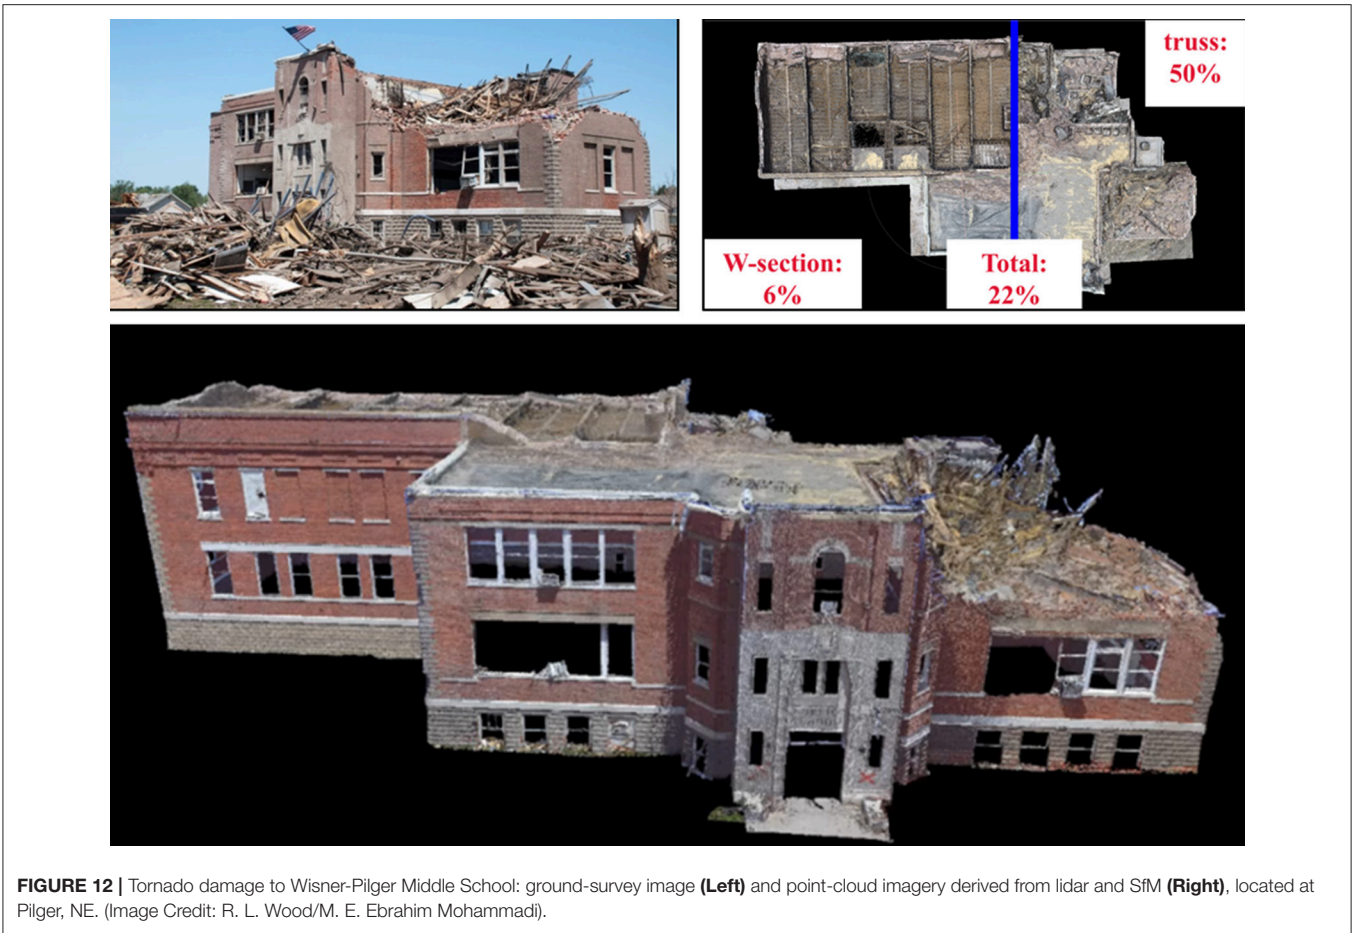 truss:
50%
W-section:
6%
Total:
22%
FIGURE 12 | Tornado damage to Wisner-Pilger Middle School: ground-survey image (Left) and point-cloud imagery derived from lidar and SfM (Right), located at
Pilger, NE. (Image Credit: R. L. Wood/M. E. Ebrahim Mohammadi).